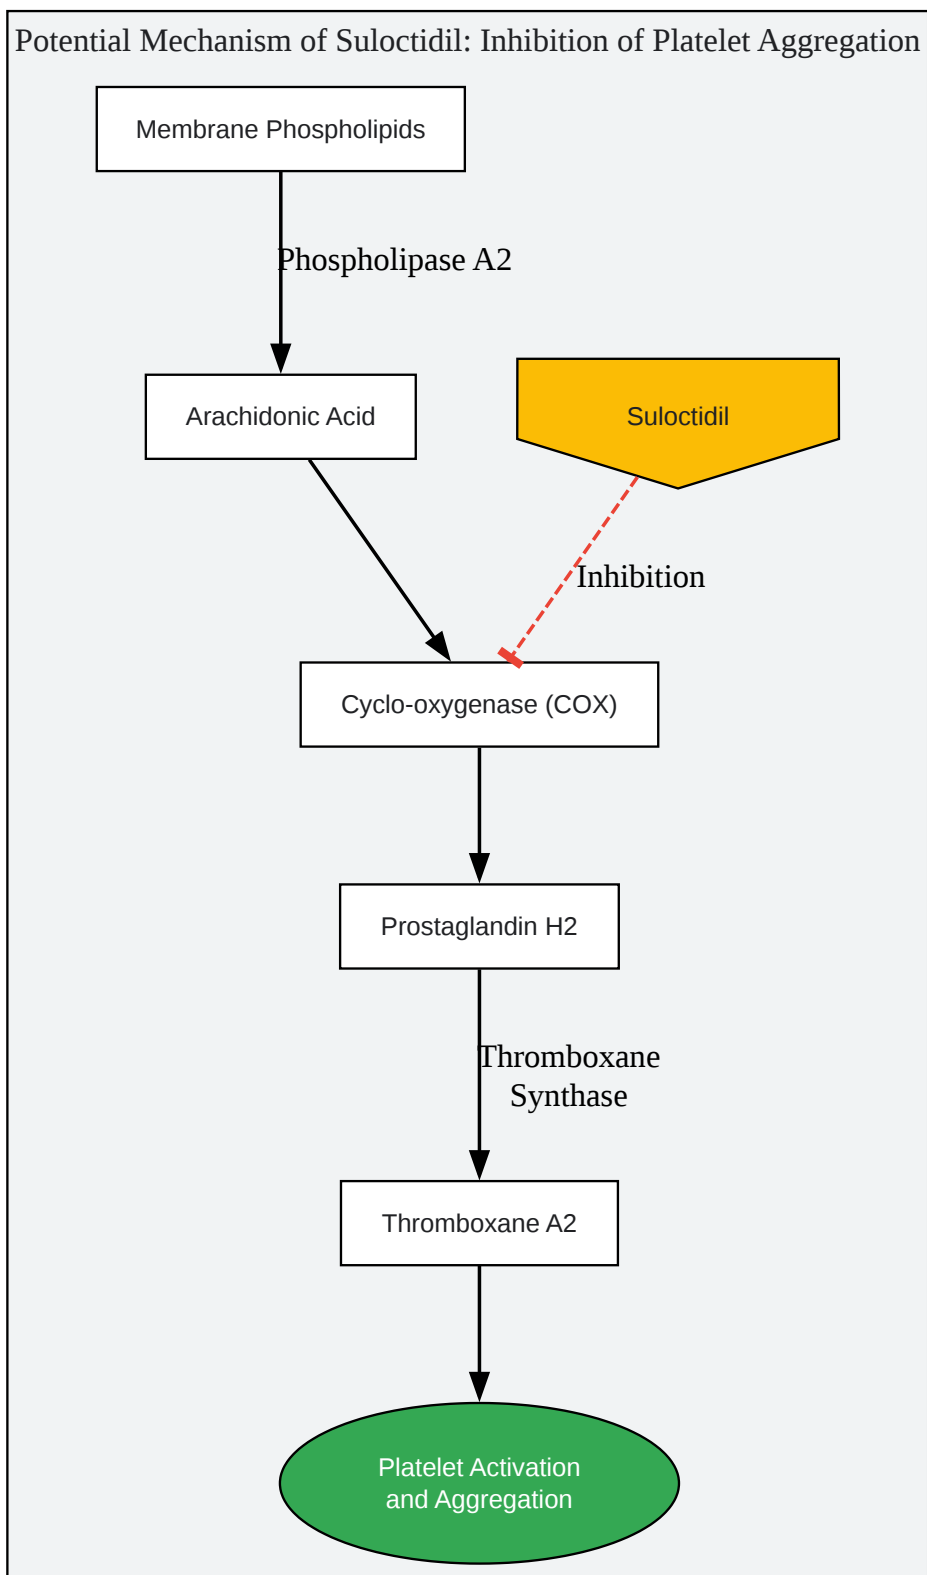 Potential Mechanism of Suloctidil: Inhibition of Platelet Aggregation
Membrane Phospholipids
Phospholipase A2
Arachidonic Acid
Suloctidil
Inhibition
Cyclo-oxygenase (COX)
Prostaglandin H2
Thromboxane
Synthase
Thromboxane A2
Platelet Activation
and Aggregation